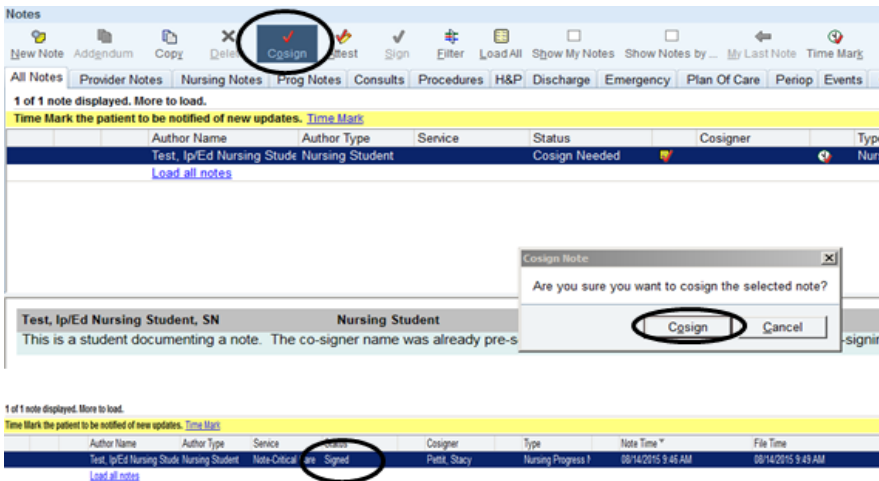 Notes
New Note Addendum Copy Cosign Attest Sign Filter Load All Show My Notes Show Notes by ... My Last Note Time Mark
All Notes Provider Notes Nursing Notes Prog Notes Consults Procedures H&P Discharge Emergency Plan Of Care Periop Events
1 of 1 note displayed. More to load.
Time Mark the patient to be notified of new updates. Time Mark
Author Name Author Type Service Status Cosigner Type
Test, Ip/Ed Nursing Stude Nursing Student Cosign Needed Nur
Load all notes
Cosign Note
Are you sure you want to cosign the selected note?
Cosign Cancel
Test, Ip/Ed Nursing Student, SN Nursing Student
This is a student documenting a note. The co-signer name was already pre-s -signin
1 of 1 note displayed. More to load.
Time Mark the patient to be notified of new updates. Time Mark
Author Name Author Type Service Status Cosigner Type Note Time File Time
Test, Ip/Ed Nursing Stude Nursing Student Note-Critical Care Signed Pettit, Stacy Nursing Progress N 08/14/2015 9:46 AM 08/14/2015 9:49 AM
Load all notes